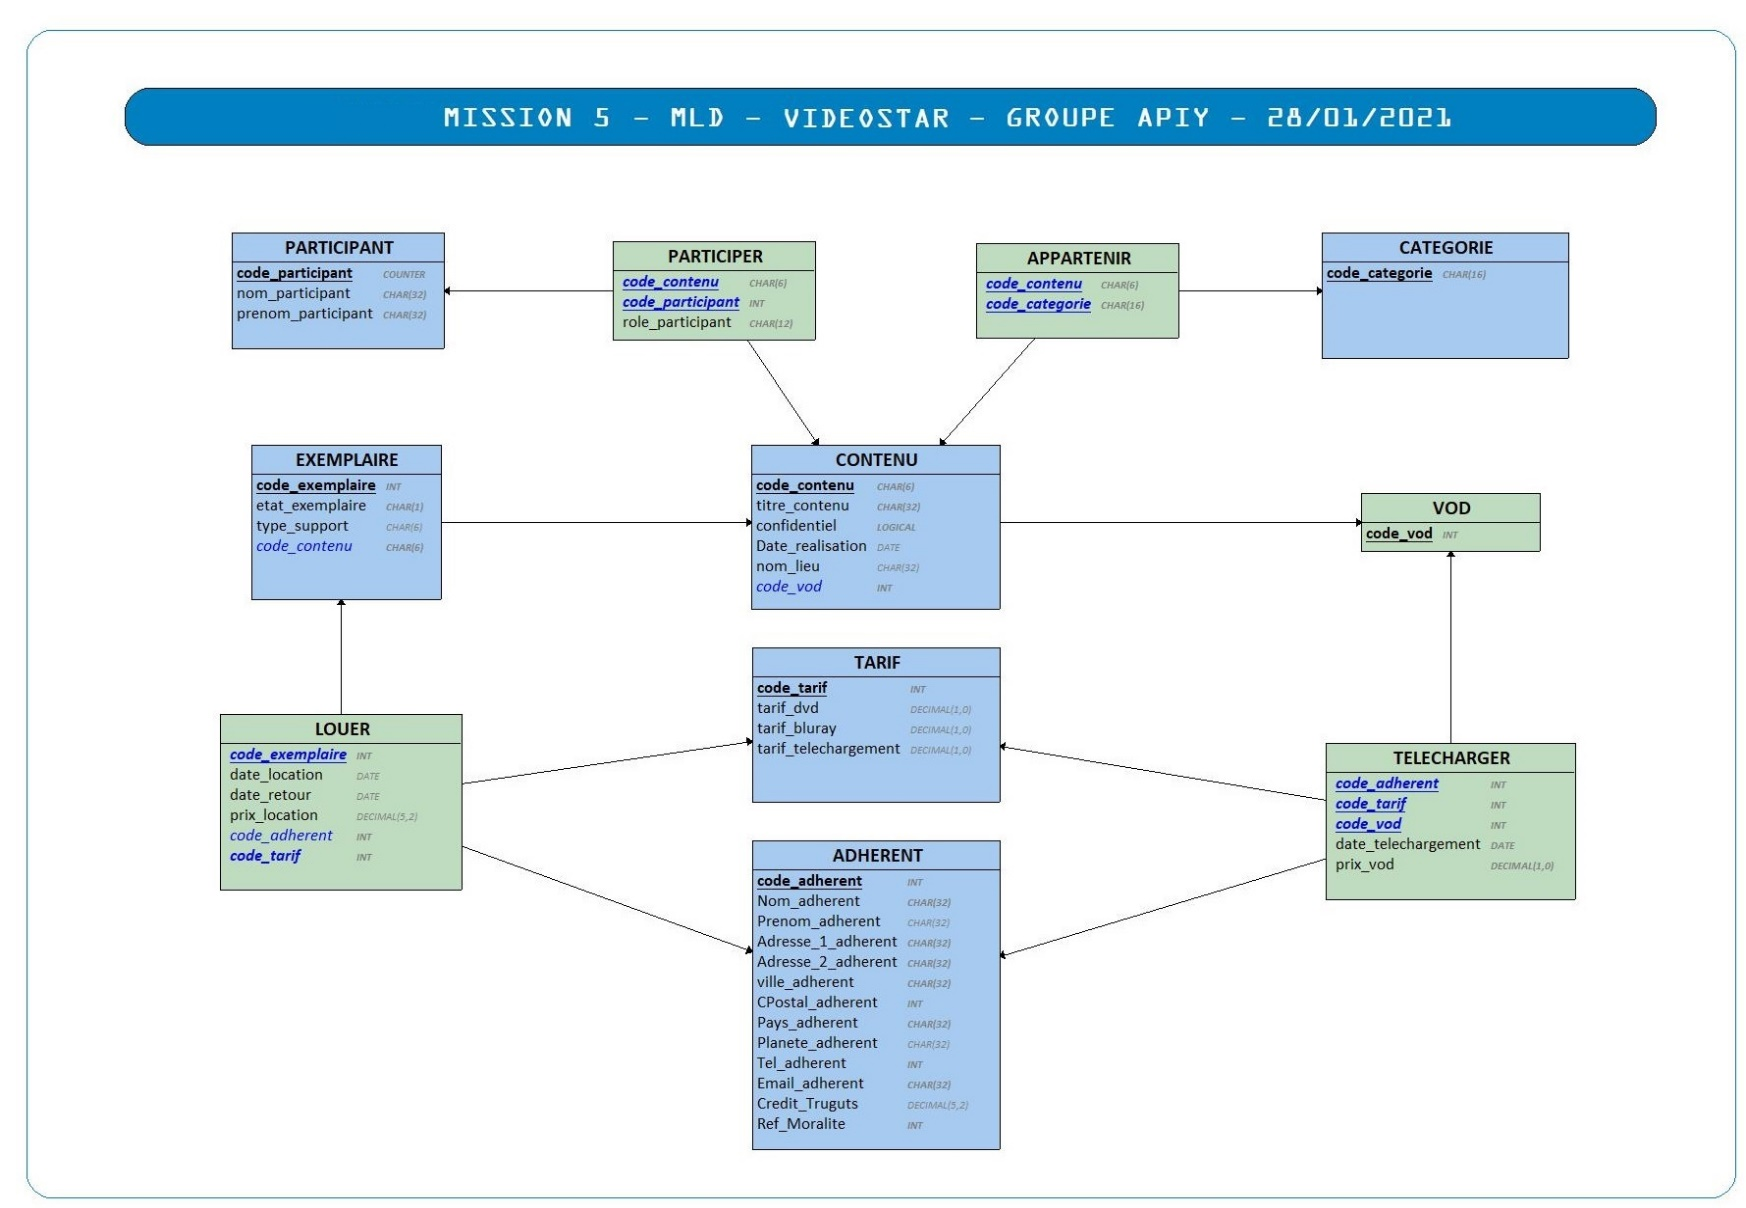 MISSION 5 – MLD – VIDEOSTAR – GROUPE APIY – 28/01/2021
PARTICIPANT
code_participant COUNTER
nom_participant CHAR(32)
prenom_participant CHAR(32)
PARTICIPER
code_contenu CHAR(6)
code_participant INT
role_participant CHAR(12)
APPARTENIR
code_contenu CHAR(6)
code_categorie CHAR(16)
CATEGORIE
code_categorie CHAR(16)
EXEMPLAIRE
code_exemplaire INT
etat_exemplaire CHAR(1)
type_support CHAR(6)
code_contenu CHAR(6)
CONTENU
code_contenu CHAR(6)
titre_contenu CHAR(32)
confidentiel LOGICAL
Date_realisation DATE
nom_lieu CHAR(32)
code_vod INT
VOD
code_vod INT
TARIF
code_tarif INT
tarif_dvd DECIMAL(1,0)
tarif_bluray DECIMAL(1,0)
tarif_telechargement DECIMAL(1,0)
LOUER
code_exemplaire INT
date_location DATE
date_retour DATE
prix_location DECIMAL(5,2)
code_adherent INT
code_tarif INT
TELECHARGER
code_adherent INT
code_tarif INT
code_vod INT
date_telechargement DATE
prix_vod DECIMAL(1,0)
ADHERENT
code_adherent INT
Nom_adherent CHAR(32)
Prenom_adherent CHAR(32)
Adresse_1_adherent CHAR(32)
Adresse_2_adherent CHAR(32)
ville_adherent CHAR(32)
CPostal_adherent INT
Pays_adherent CHAR(32)
Planete_adherent CHAR(32)
Tel_adherent INT
Email_adherent CHAR(32)
Credit_Truguts DECIMAL(5,2)
Ref_Moralite INT